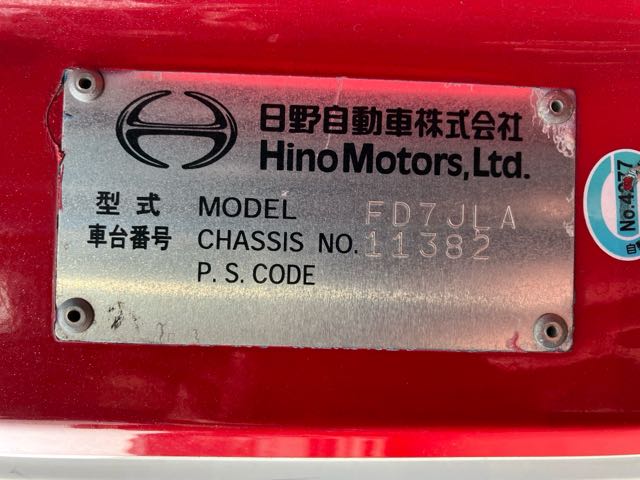 日野自動車株式会社
Hino Motors, Ltd.
型式 MODEL FD7JLA
車台番号 CHASSIS NO. 11382
P.S.CODE